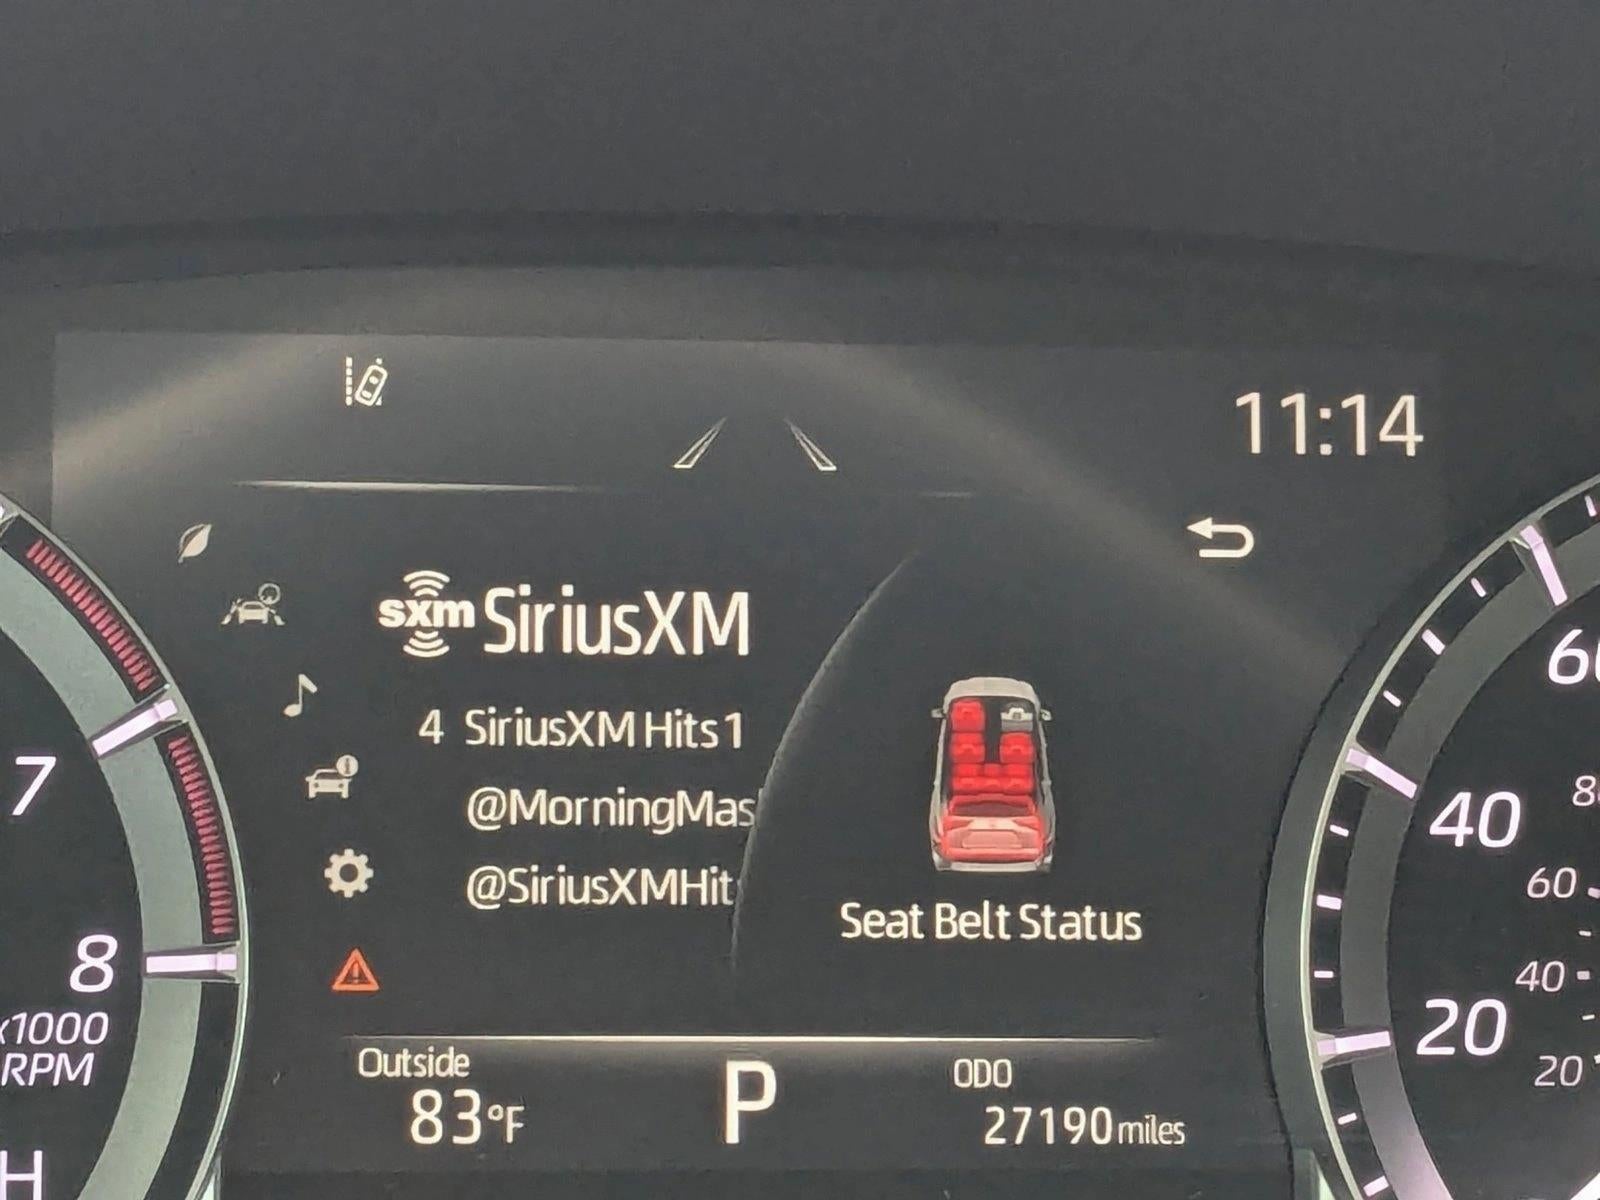 11:14
sxm SiriusXM
4 SiriusXM Hits 1
@MorningMas
@SiriusXMHit
Seat Belt Status
7
8
x1000
RPM
H
60
40
20
60
40
20
Outside
83°F
P
ODO
27190 miles